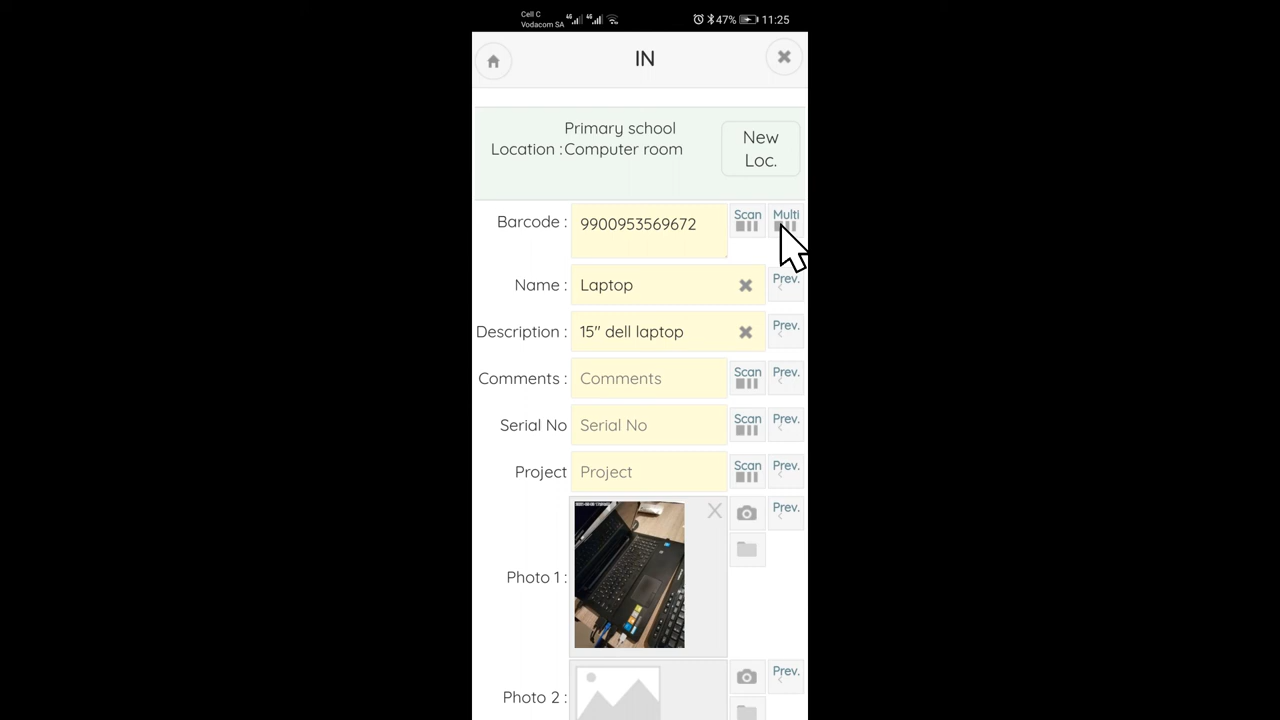 Cell C
Vodacom SA
4G 4G 47% 11:25
IN
Primary school
Location : Computer room
New
Loc.
Barcode : 9900953569672 Scan Multi
Name : Laptop Prev.
Description : 15" dell laptop Prev.
Comments : Comments Scan Prev.
Serial No Serial No Scan Prev.
Project Project Scan Prev.
X Prev.
Photo 1 :
Prev.
Photo 2 :